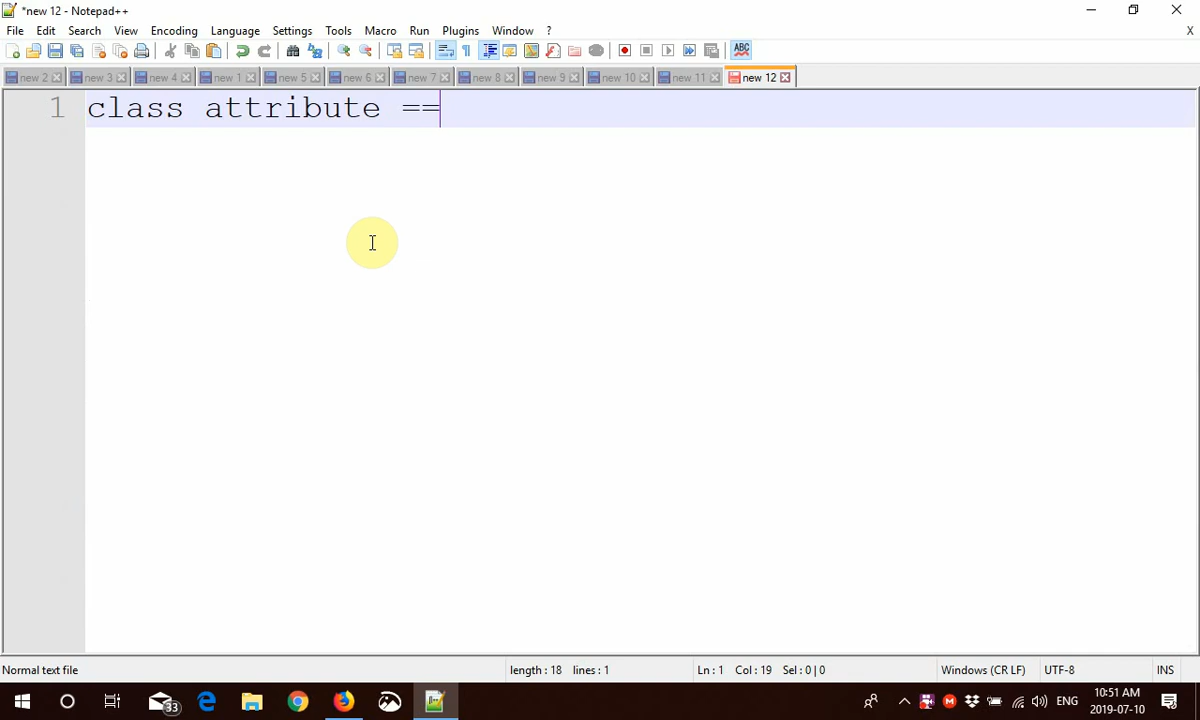 *new 12 - Notepad++
File Edit Search View Encoding Language Settings Tools Macro Run Plugins Window ? X
ABC
new 2 new 3 new 4 new 1 new 5 new 6 new 7 new 8 new 9 new 10 new 11 new 12
1 class attribute ==
Normal text file length : 18 lines : 1 Ln : 1 Col : 19 Sel : 0 | 0 Windows (CR LF) UTF-8 INS
33 ENG 10:51 AM
2019-07-10